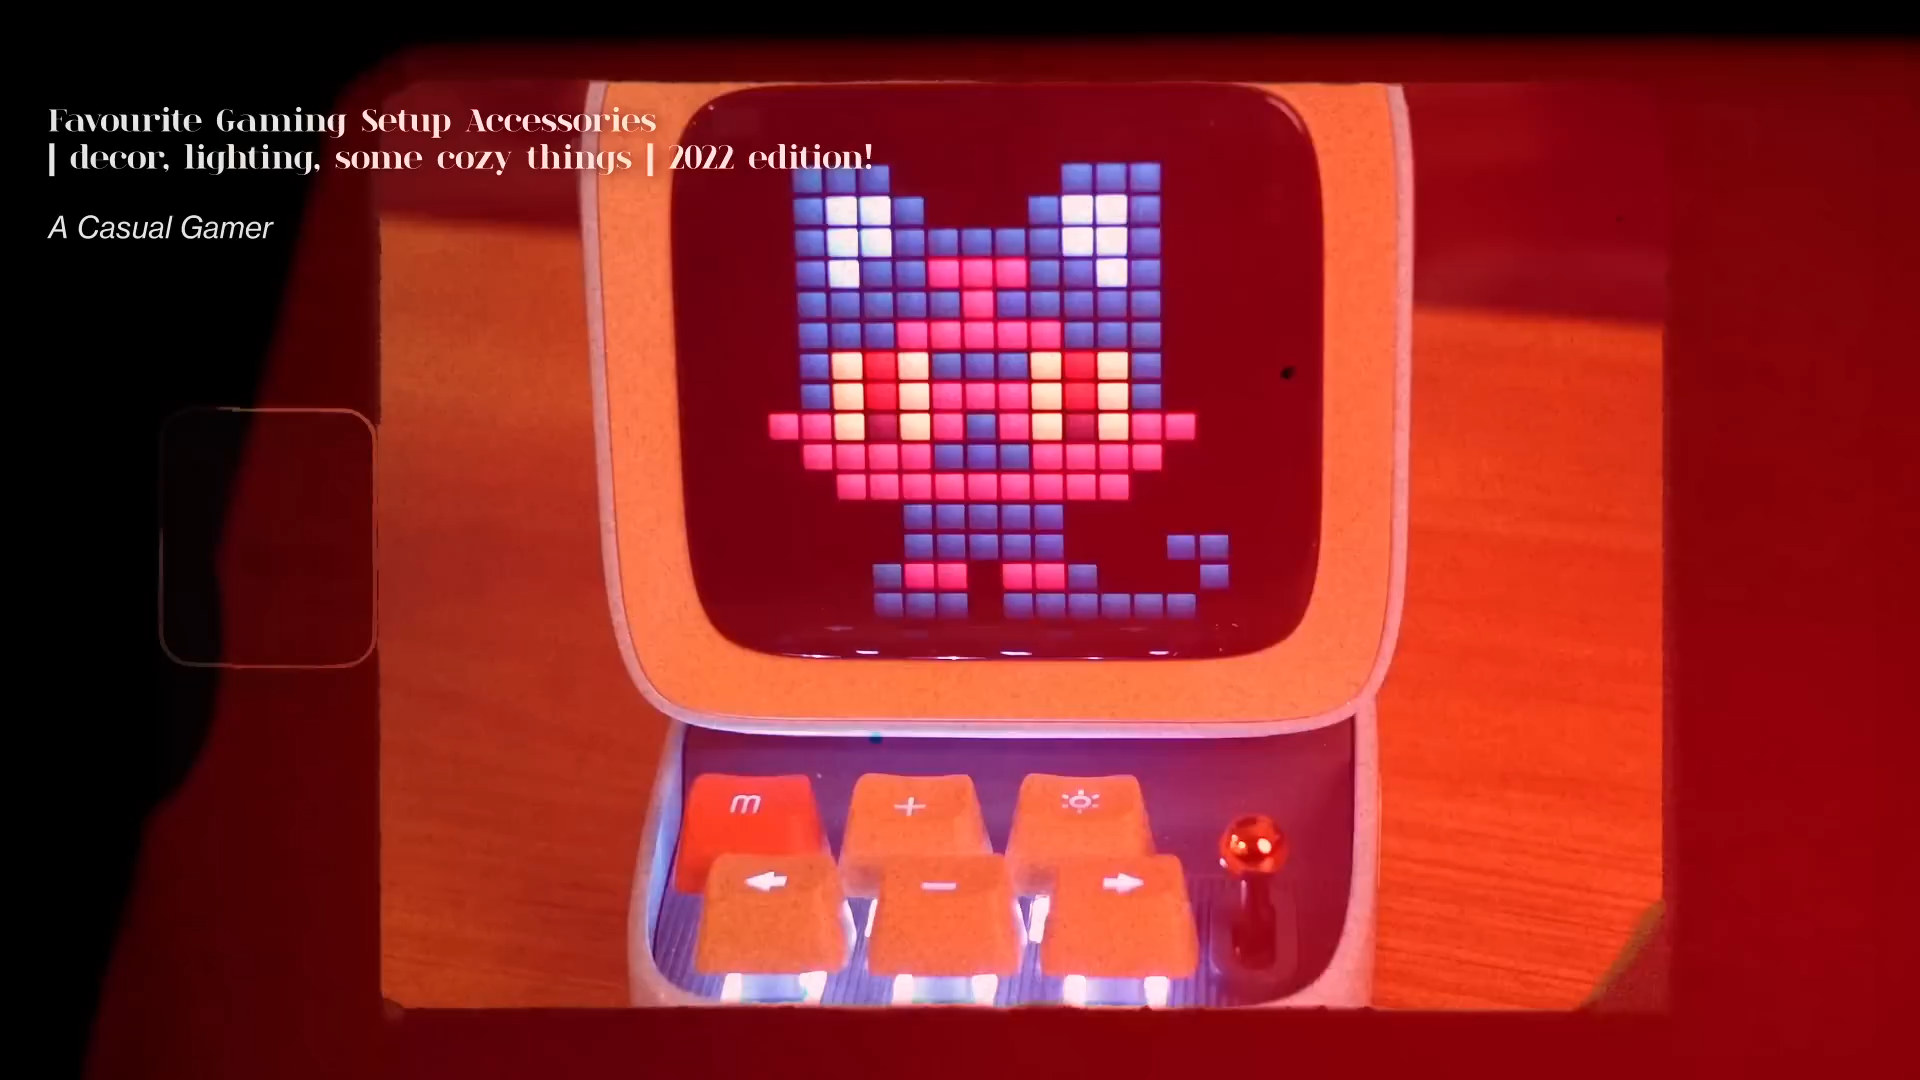 Favourite Gaming Setup Accessories
| decor, lighting, some cozy things | 2022 edition!
A Casual Gamer
m
+
-